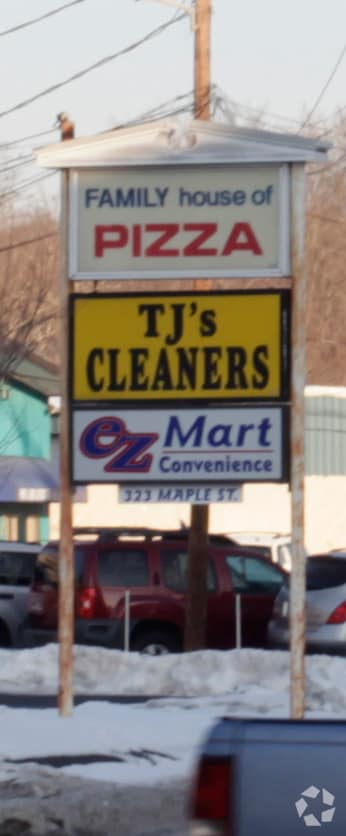 FAMILY house of
PIZZA
TJ's
CLEANERS
eZ Mart
Convenience
323 MAPLE ST.